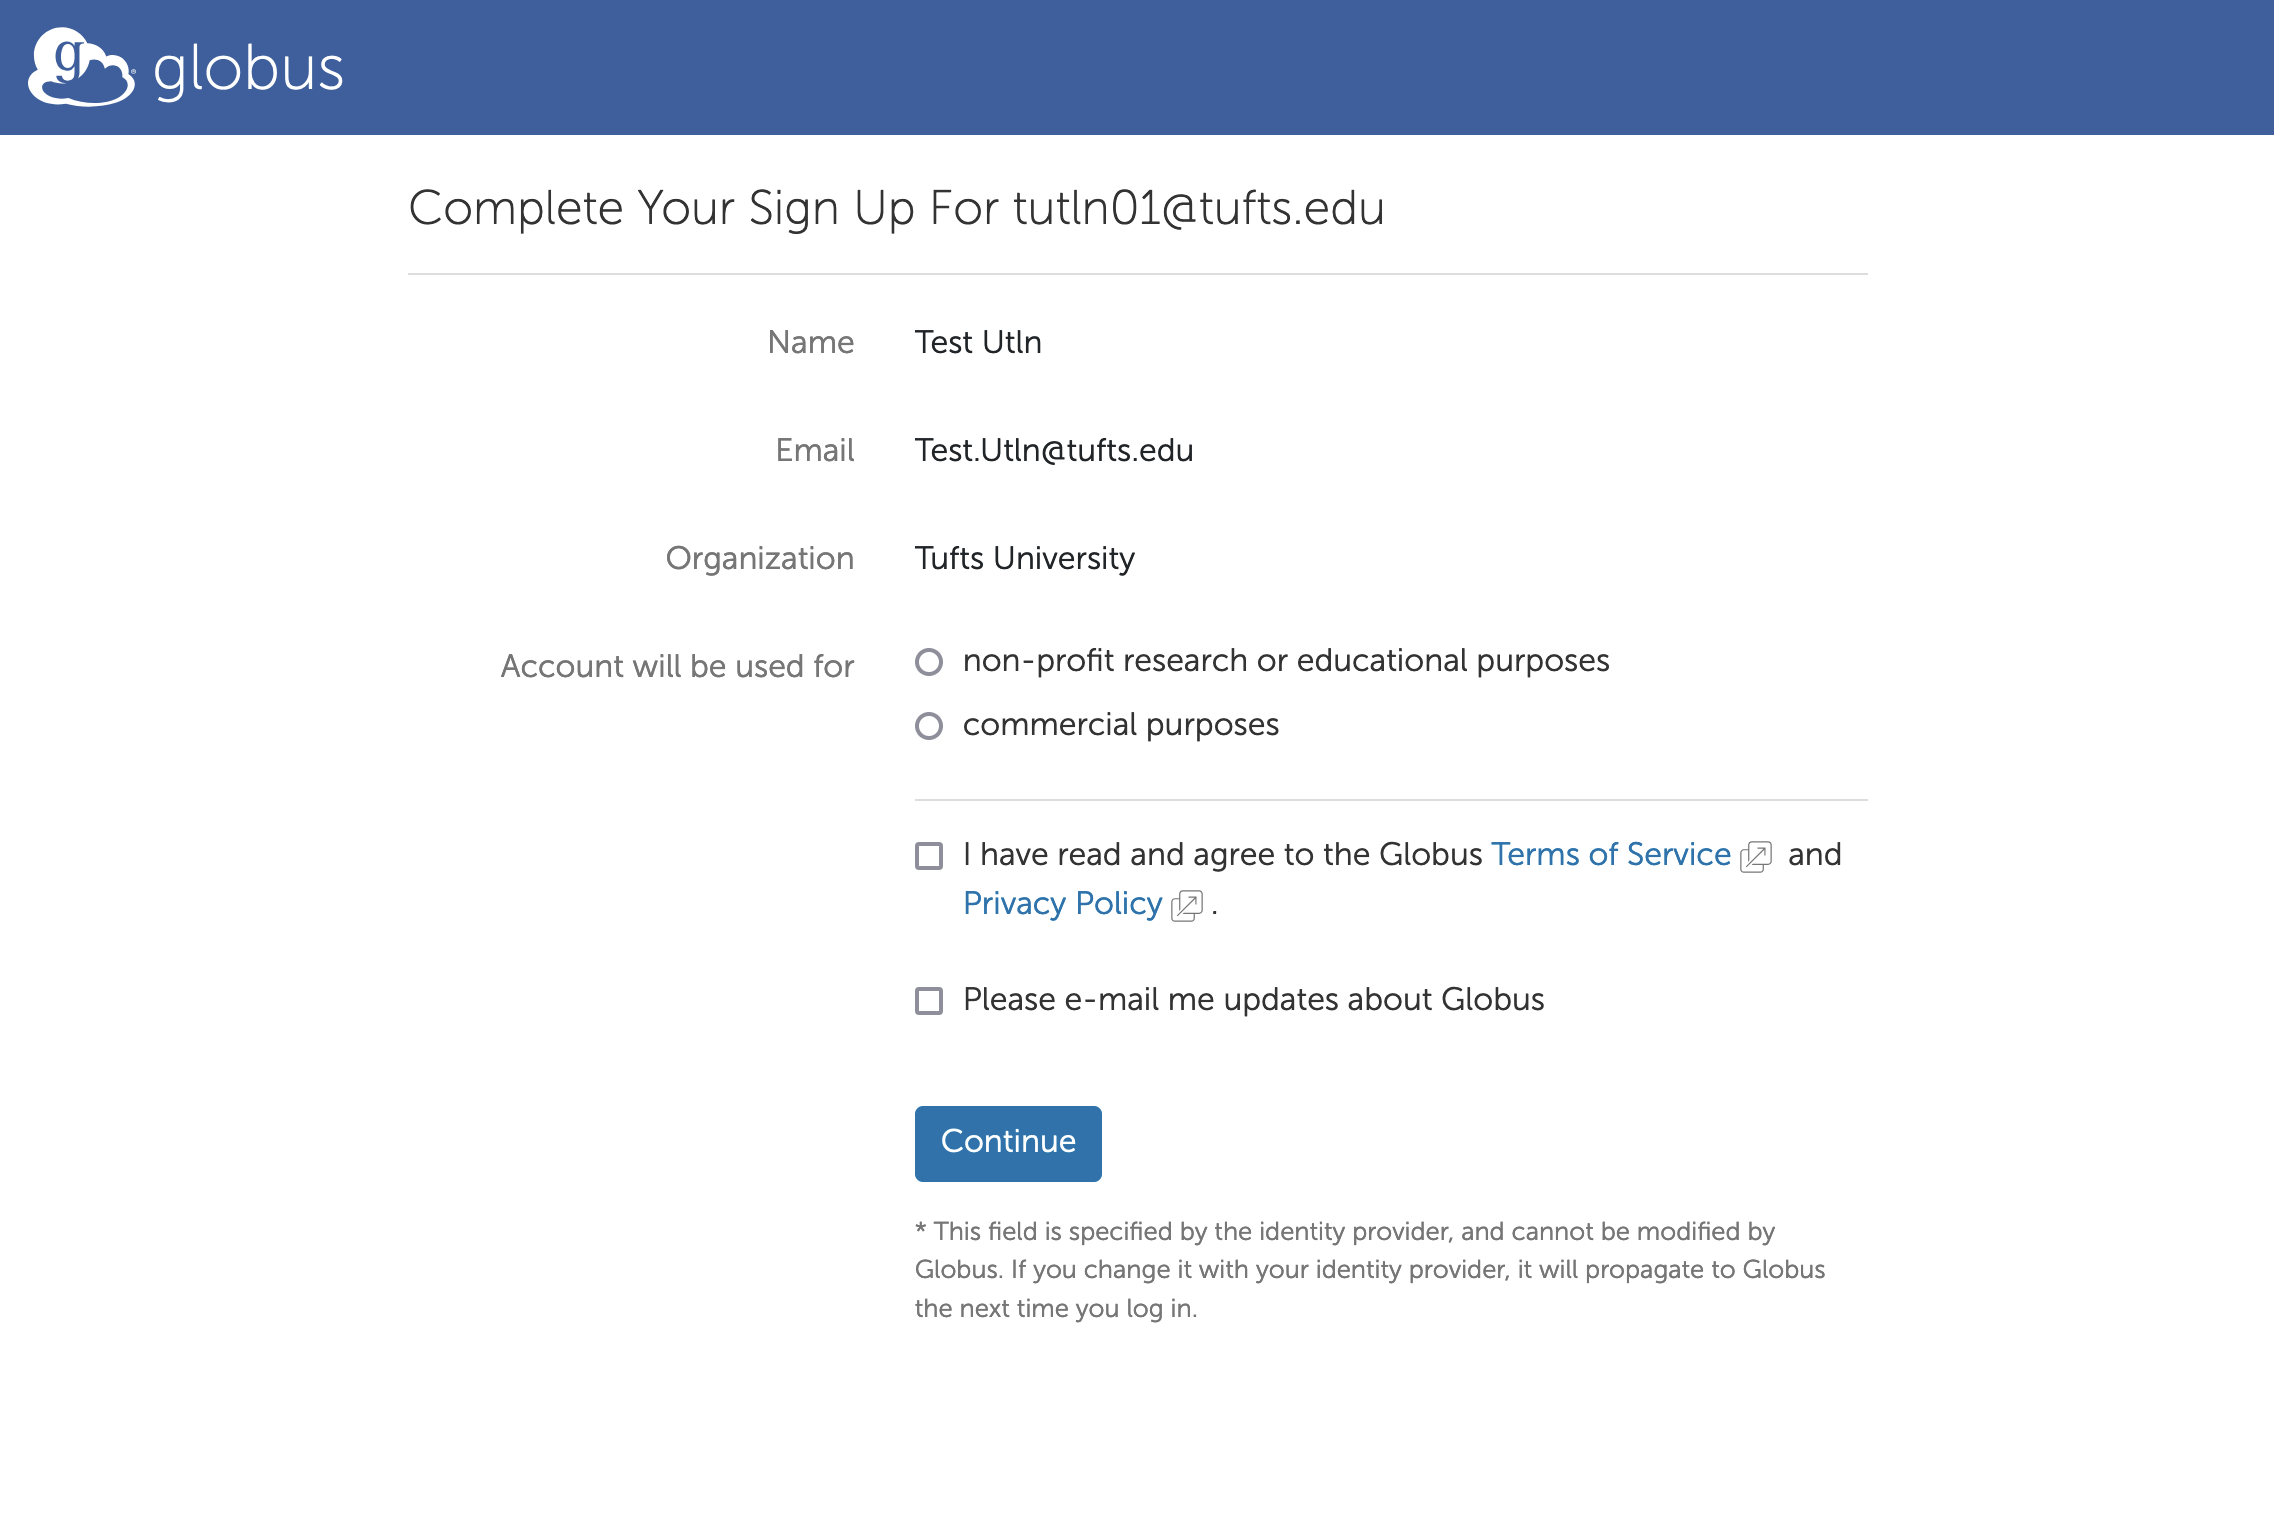 globus
Complete Your Sign Up For tutln01@tufts.edu
Name Test Utln
Email Test.Utln@tufts.edu
Organization Tufts University
Account will be used for non-profit research or educational purposes
commercial purposes
I have read and agree to the Globus Terms of Service and
Privacy Policy .
Please e-mail me updates about Globus
Continue
* This field is specified by the identity provider, and cannot be modified by
Globus. If you change it with your identity provider, it will propagate to Globus
the next time you log in.